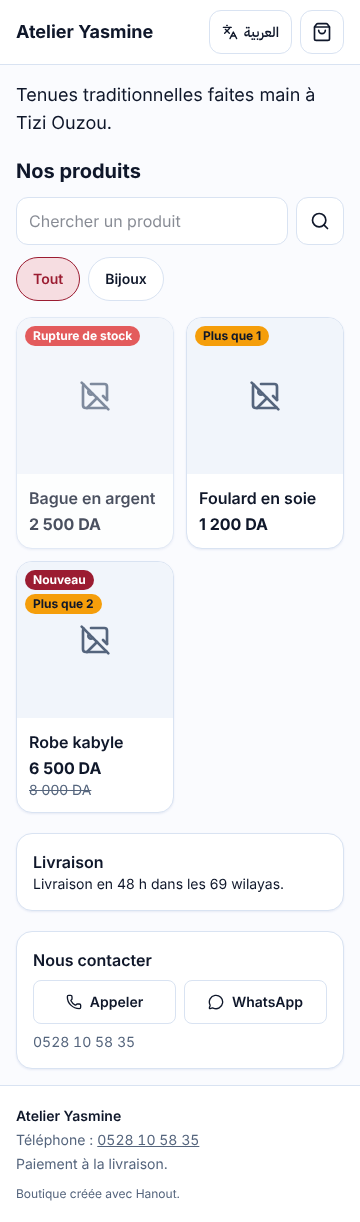 Atelier Yasmine
العربية
Tenues traditionnelles faites main à
Tizi Ouzou.
Nos produits
Chercher un produit
Tout
Bijoux
Rupture de stock
Bague en argent
2 500 DA
Plus que 1
Foulard en soie
1 200 DA
Nouveau
Plus que 2
Robe kabyle
6 500 DA
8 000 DA
Livraison
Livraison en 48 h dans les 69 wilayas.
Nous contacter
Appeler
WhatsApp
0528 10 58 35
Atelier Yasmine
Téléphone : 0528 10 58 35
Paiement à la livraison.
Boutique créée avec Hanout.